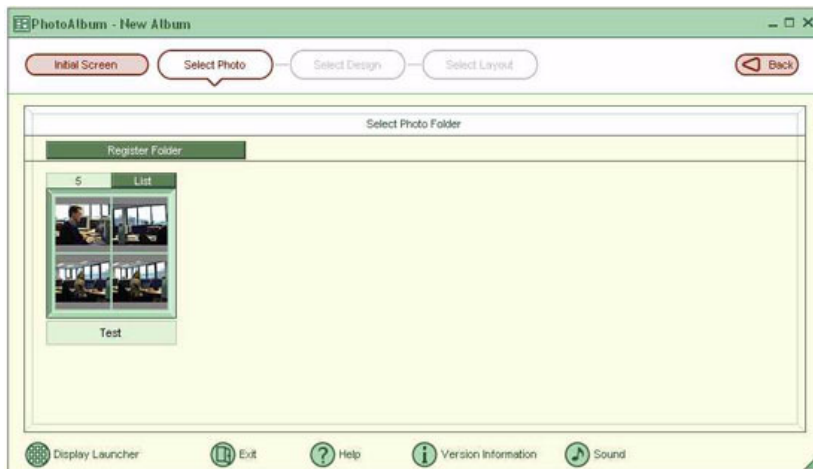 PhotoAlbum - New Album
Initial Screen
Select Photo
Select Design
Select Layout
Back
Select Photo Folder
Register Folder
5 List
Test
Display Launcher
Exit
Help
Version Information
Sound